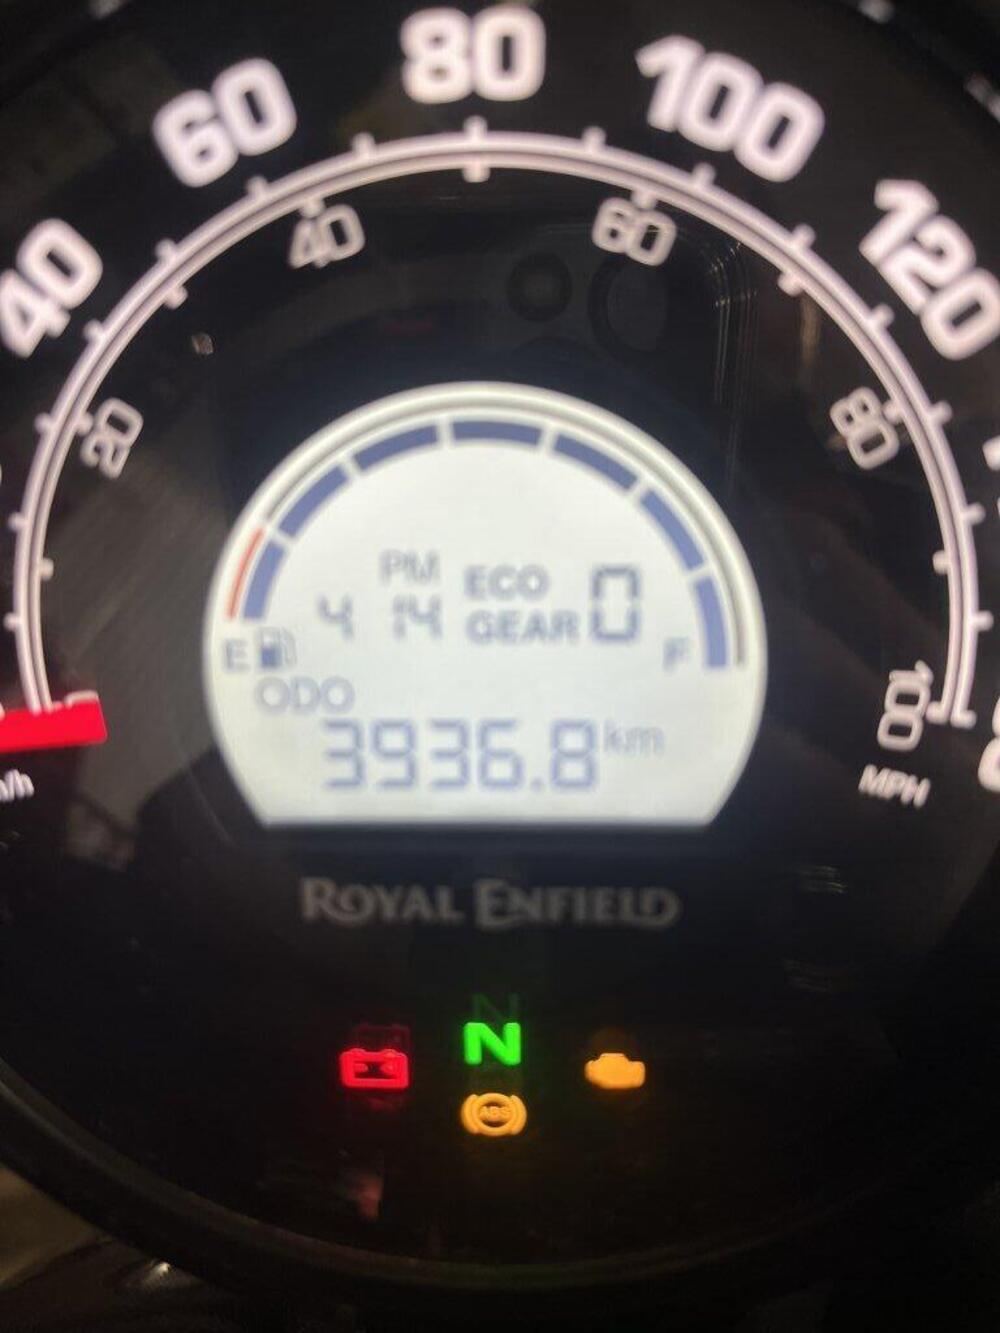 80
60
100
40
120
40
60
20
80
PM
ECO
4 14
GEAR
0
E
F
ODO
3936.8 km
100
MPH
ROYAL ENFIELD
N
ABS